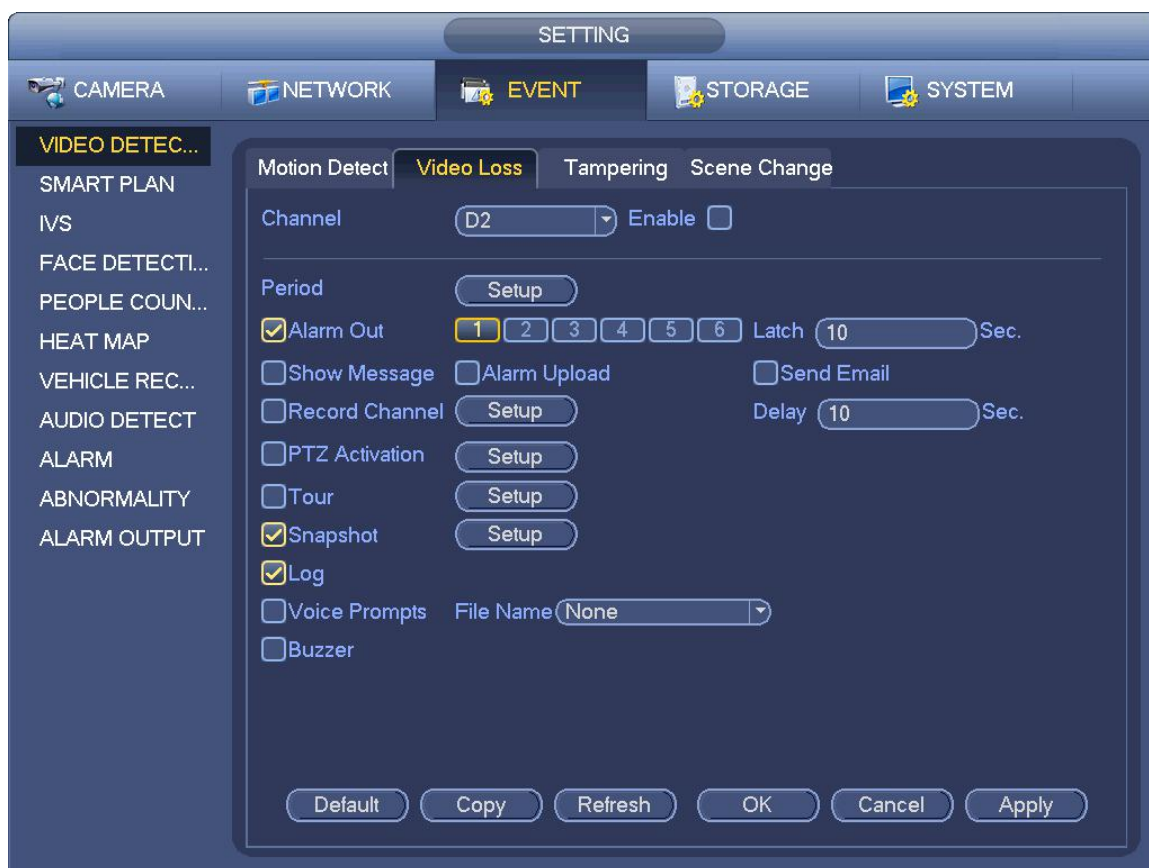 SETTING
CAMERA NETWORK EVENT STORAGE SYSTEM
VIDEO DETEC...
SMART PLAN
IVS
FACE DETECTI...
PEOPLE COUN...
HEAT MAP
VEHICLE REC...
AUDIO DETECT
ALARM
ABNORMALITY
ALARM OUTPUT
Motion Detect Video Loss Tampering Scene Change
Channel D2 Enable
Period Setup
Alarm Out 1 2 3 4 5 6 Latch 10 Sec.
Show Message Alarm Upload Send Email
Record Channel Setup Delay 10 Sec.
PTZ Activation Setup
Tour Setup
Snapshot Setup
Log
Voice Prompts File Name None
Buzzer
Default Copy Refresh OK Cancel Apply